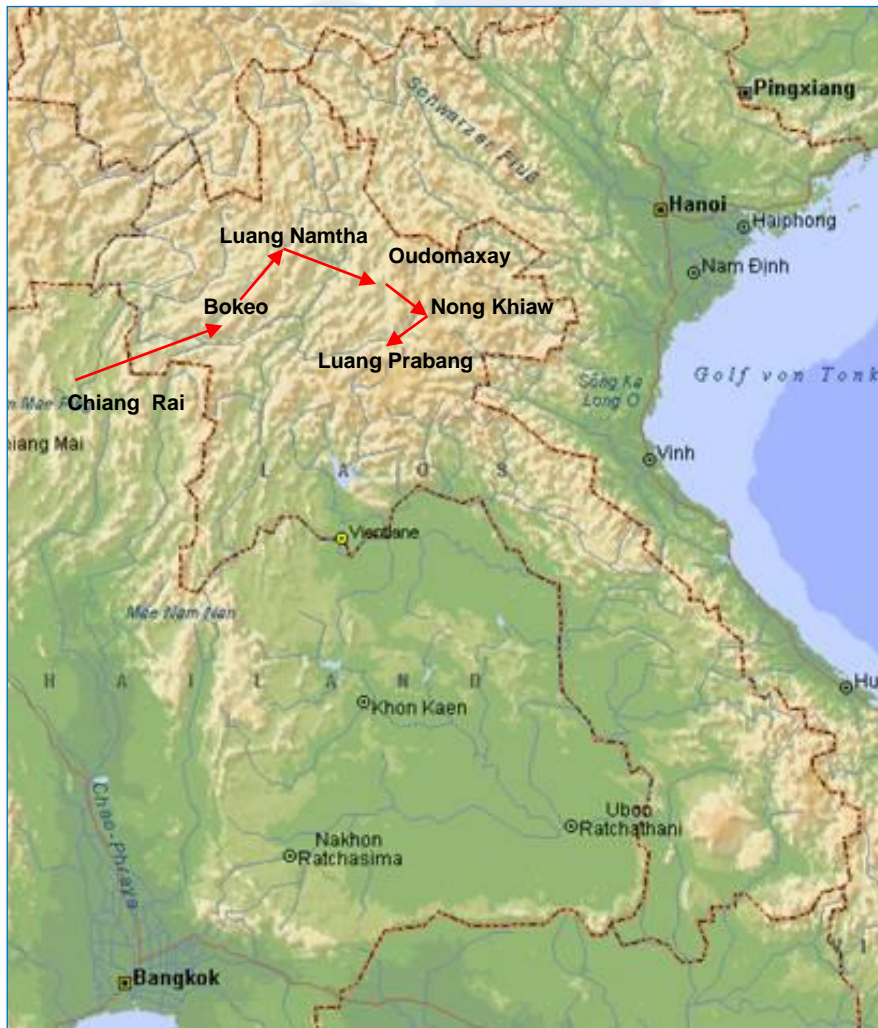 Schwarzer Fluß
Pingxiang
Hanoi
Haiphong
Luang Namtha
Oudomaxay
Nam Định
Bokeo
Nong Khiaw
Luang Prabang
Golf von Tonk
Sông Ka
Long O
Chiang Rai
iang Mai
Vinh
L A O S
Vientiane
Mae Nam Nan
H A I L A N D
Hu
Khon Kaen
Chao-Phraya
Ubon
Ratchathani
Nakhon
Ratchasima
Bangkok